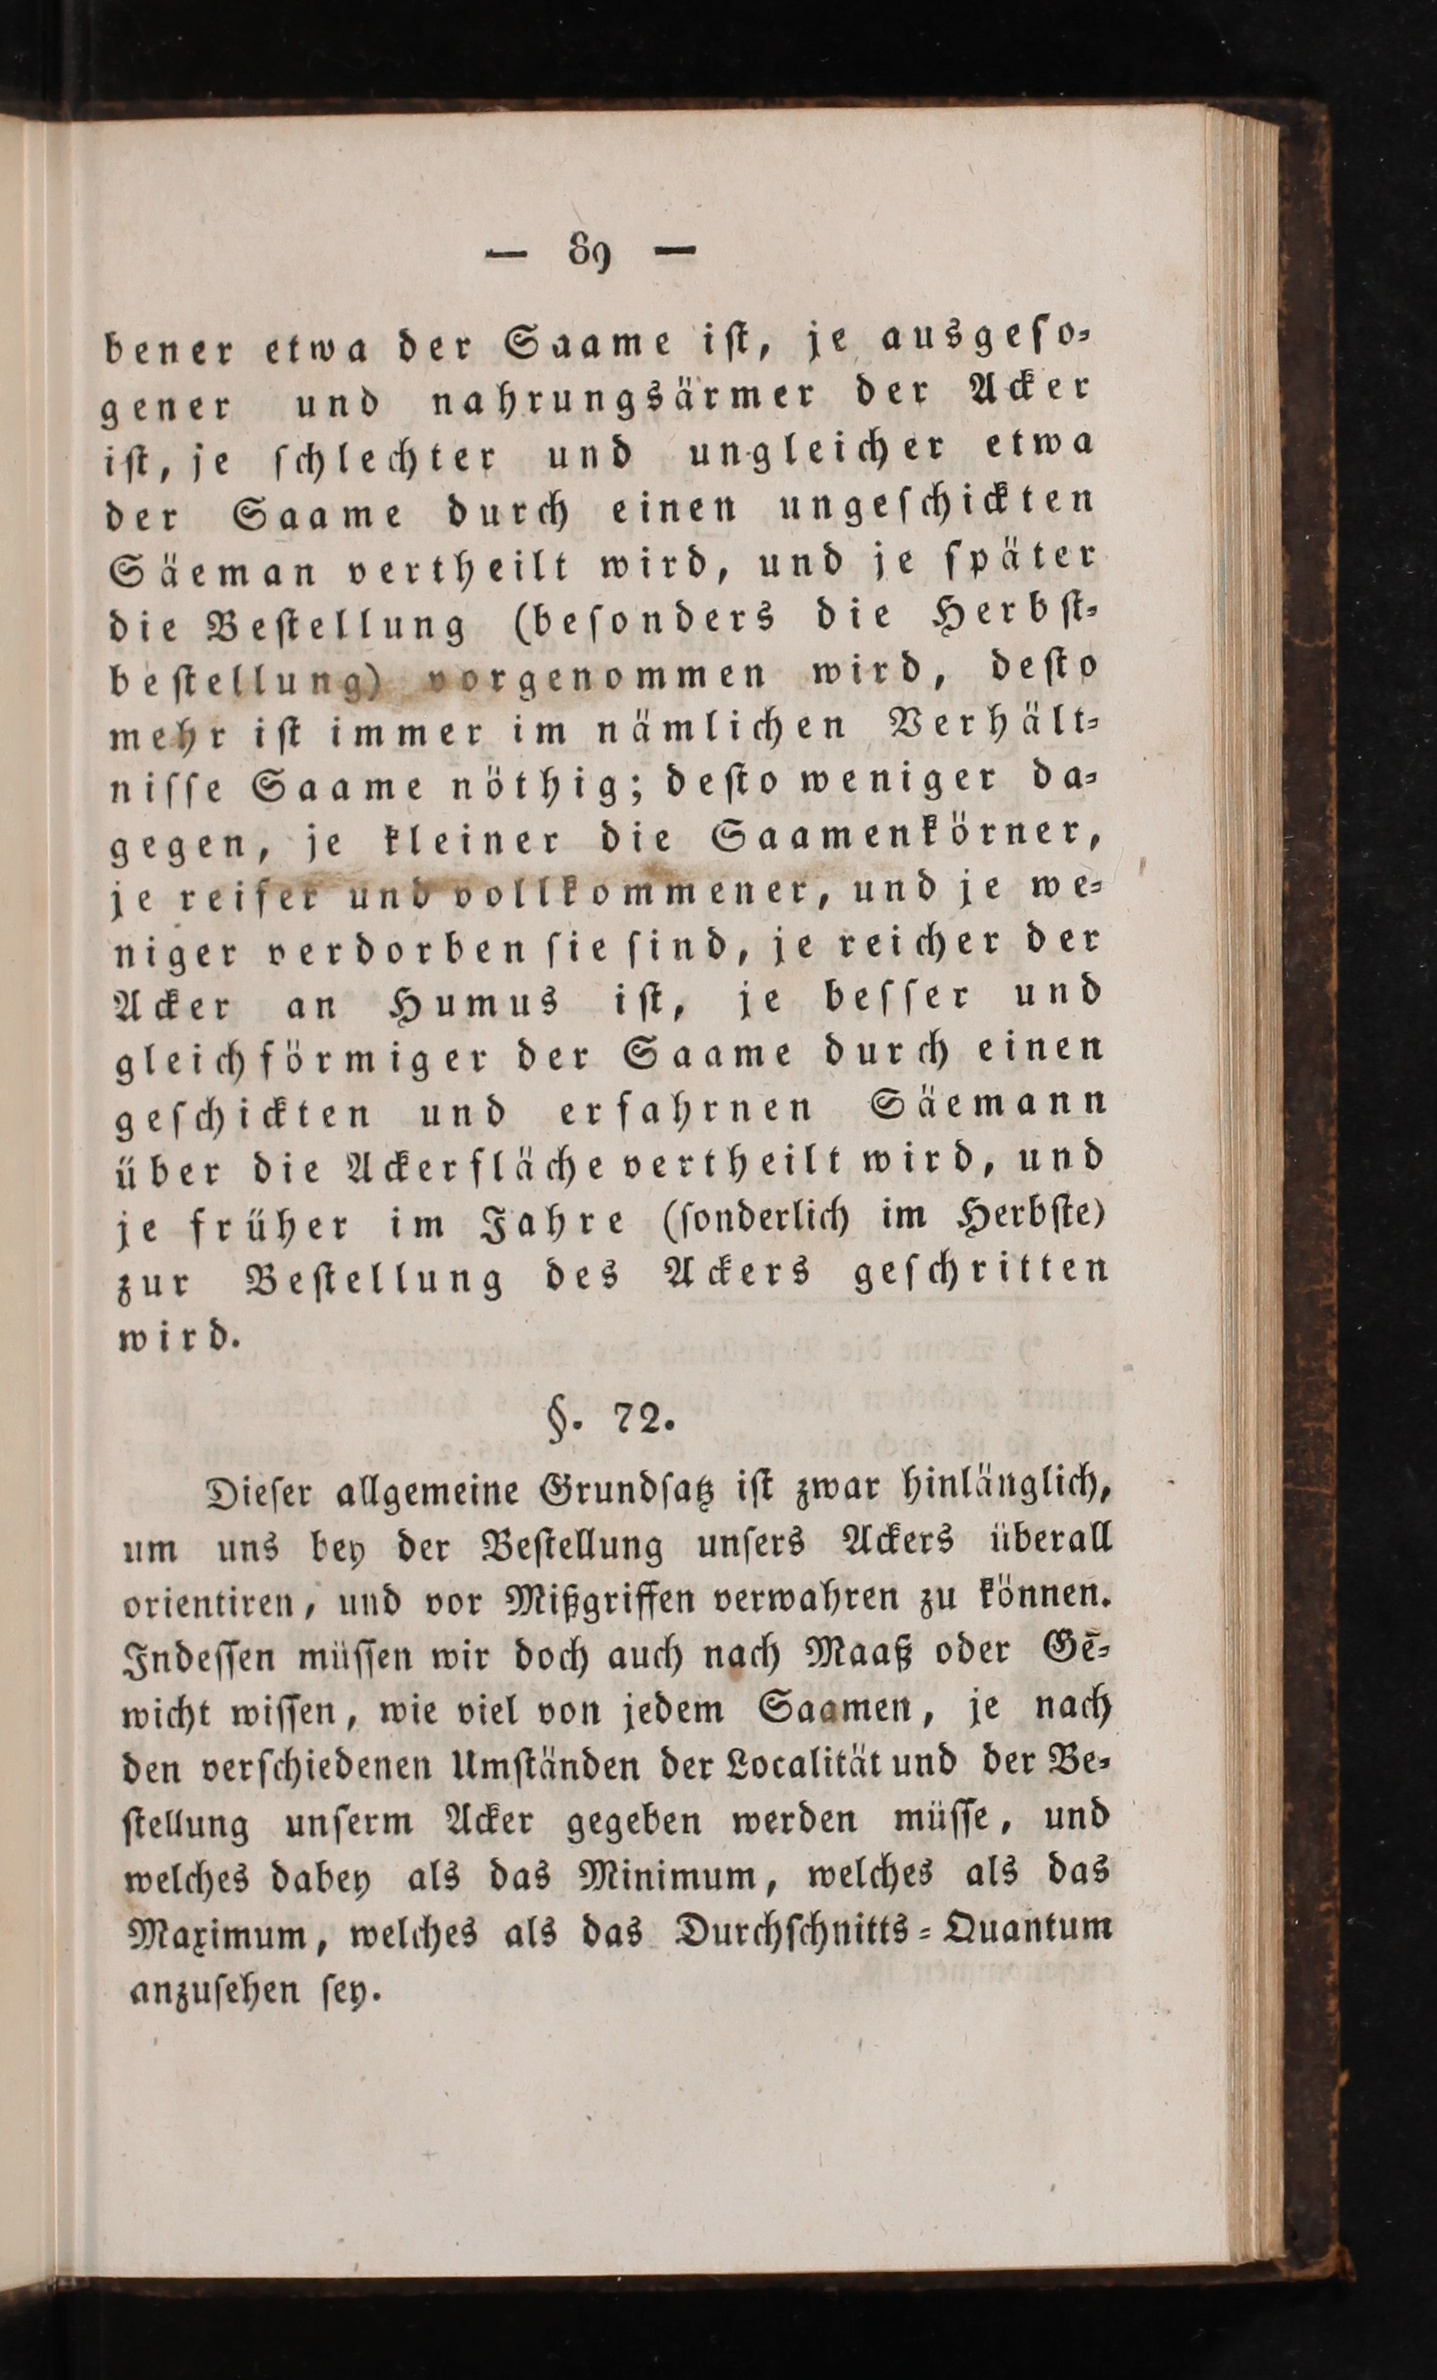 — 89 —
bener etwa der Saame iſt, je ausgeſo⸗
gener und nahrungsärmer der Acker
iſt, je ſchlechter und ungleicher etwa
der Saame durch einen ungeſchickten
Säeman vertheilt wird, und je ſpäter
die Beſtellung (beſonders die Herbſt⸗
beſtellung) vorgenommen wird, deſto
mehr iſt immer im nämlichen Verhält⸗
niſſe Saame nöthig; deſto weniger da⸗
gegen, je kleiner die Saamenkörner,
je reifer und vollkommener, und je we⸗
niger verdorben ſie ſind, je reicher der
Acker an Humus iſt, je beſſer und
gleichförmiger der Saame durch einen
geſchickten und erfahrnen Säemann
über die Ackerfläche vertheilt wird, und
je früher im Jahre (ſonderlich im Herbſte)
zur Beſtellung des Ackers geſchritten
wird.
§. 72.
Dieſer allgemeine Grundſatz iſt zwar hinlänglich,
um uns bey der Beſtellung unſers Ackers überall
orientiren, und vor Mißgriffen verwahren zu können.
Indeſſen müſſen wir doch auch nach Maaß oder Ge⸗
wicht wiſſen, wie viel von jedem Saamen, je nach
den verſchiedenen Umſtänden der Localität und der Be⸗
ſtellung unſerm Acker gegeben werden müſſe, und
welches dabey als das Minimum, welches als das
Maximum, welches als das Durchſchnitts⸗Quantum
anzuſehen ſey.